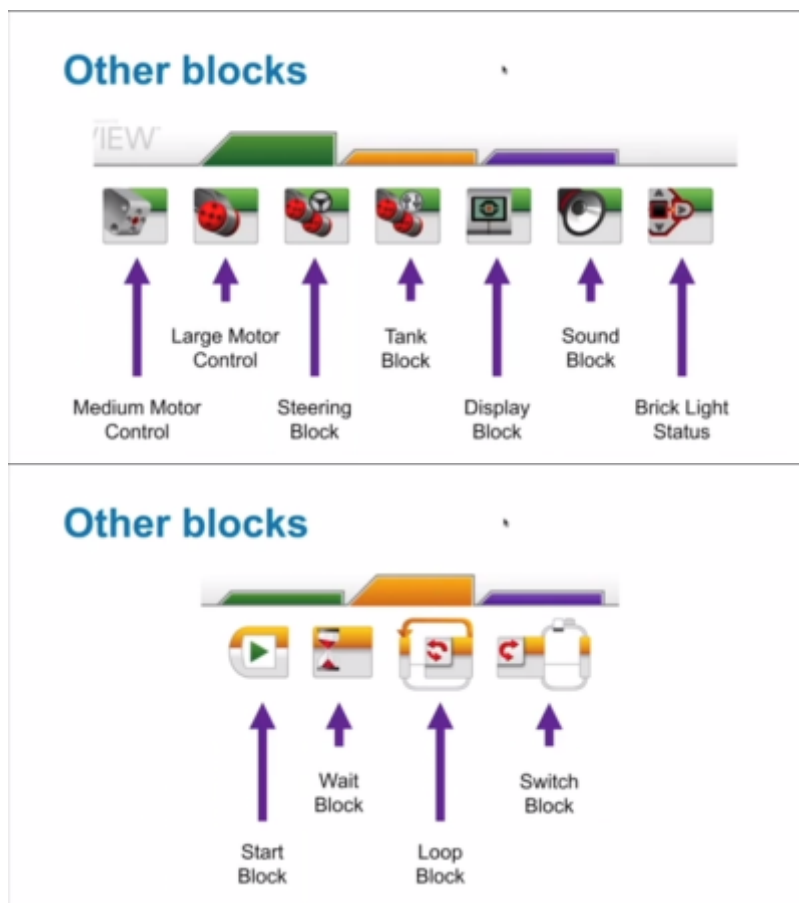 Other blocks
VIEW
Large Motor
Control
Tank
Block
Sound
Block
Medium Motor
Control
Steering
Block
Display
Block
Brick Light
Status
Other blocks
Wait
Block
Switch
Block
Start
Block
Loop
Block